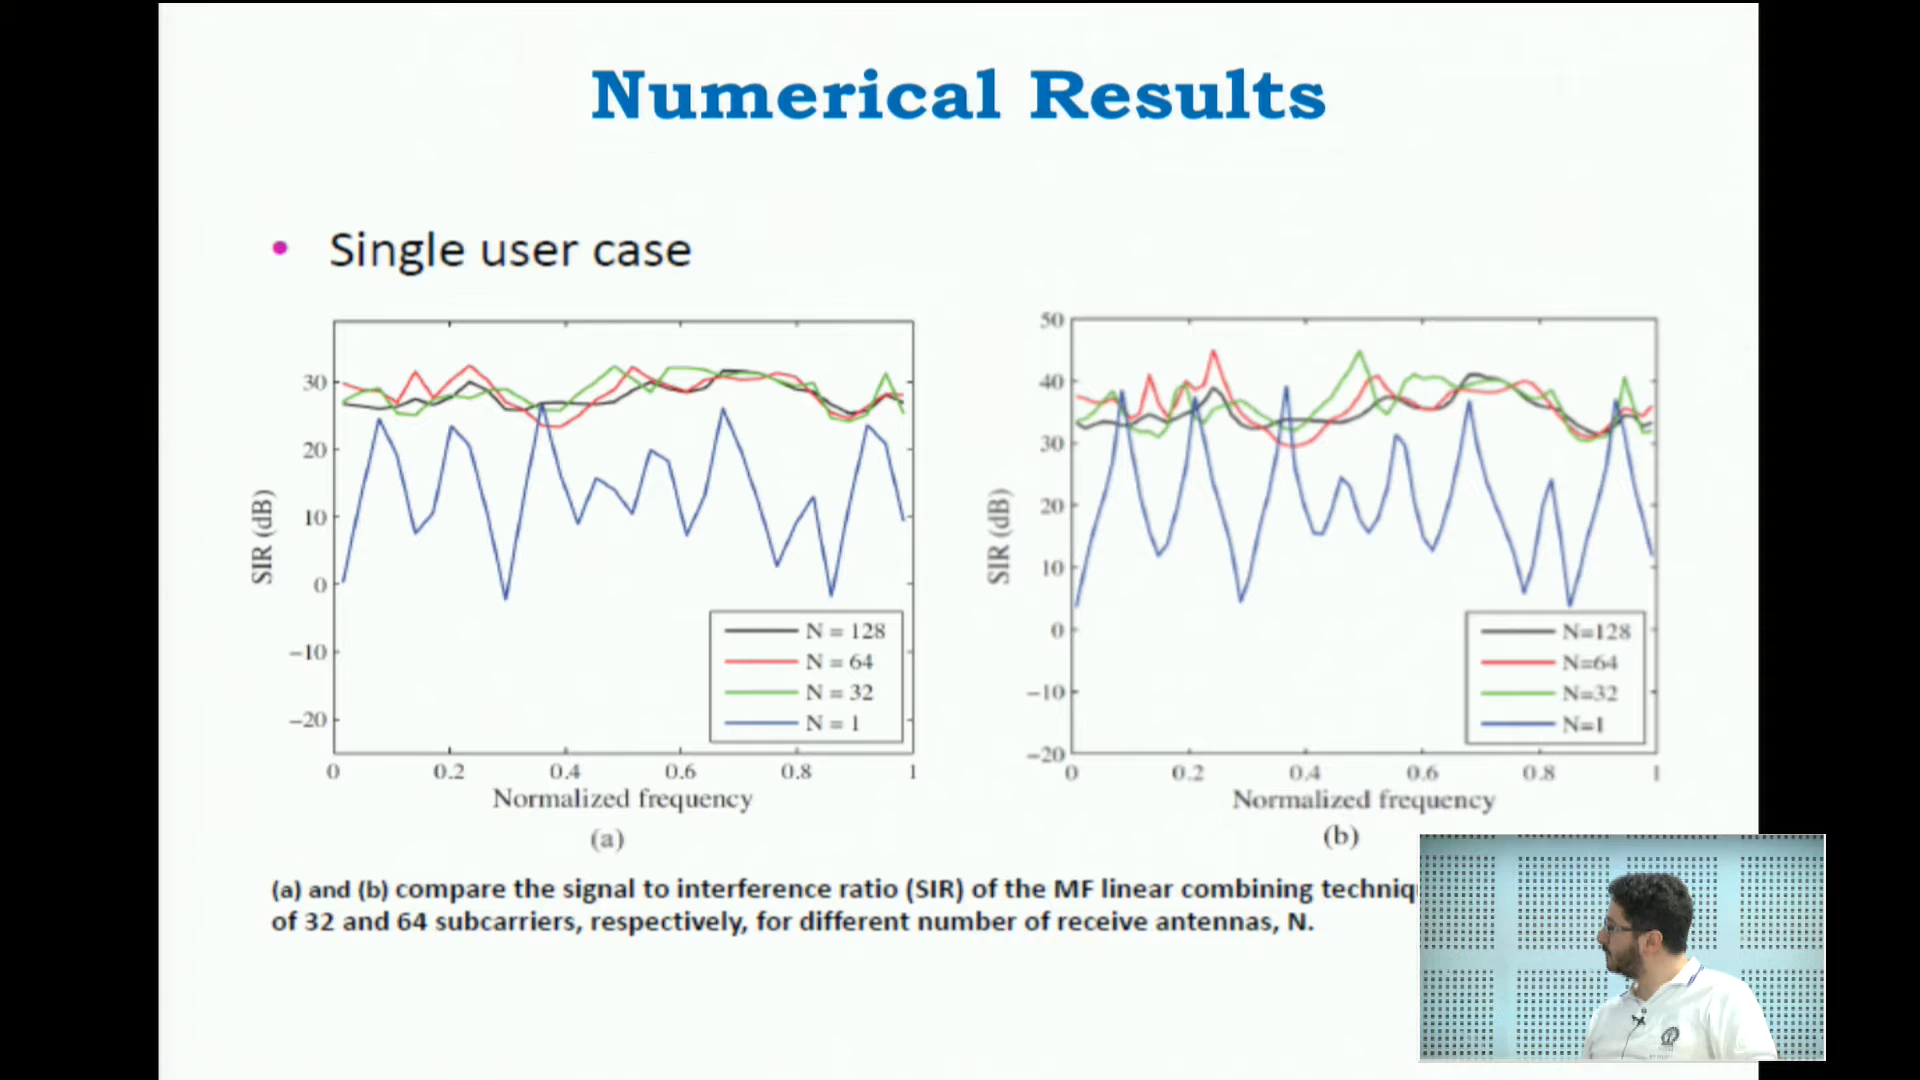 Numerical Results
• Single user case
30
20
10
0
−10
−20
SIR (dB)
N = 128
N = 64
N = 32
N = 1
0 0.2 0.4 0.6 0.8 1
Normalized frequency
(a)
50
40
30
20
10
0
−10
−20
SIR (dB)
N=128
N=64
N=32
N=1
0 0.2 0.4 0.6 0.8 1
Normalized frequency
(b)
(a) and (b) compare the signal to interference ratio (SIR) of the MF linear combining techniq
of 32 and 64 subcarriers, respectively, for different number of receive antennas, N.